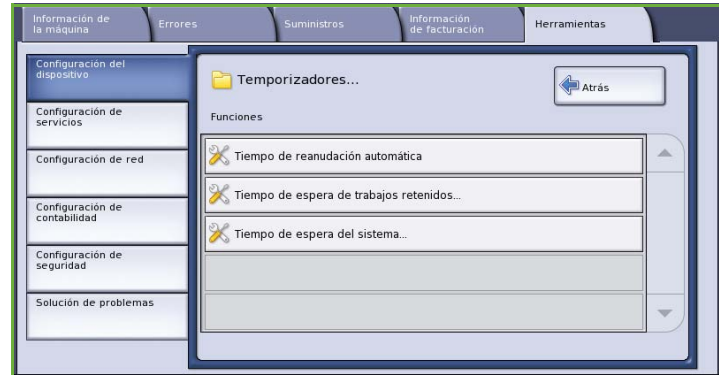 Información de
la máquina
Errores
Suministros
Información
de facturación
Herramientas
Configuración del
dispositivo
Configuración de
servicios
Configuración de red
Configuración de
contabilidad
Configuración de
seguridad
Solución de problemas
Temporizadores...
Atrás
Funciones
Tiempo de reanudación automática
Tiempo de espera de trabajos retenidos...
Tiempo de espera del sistema...